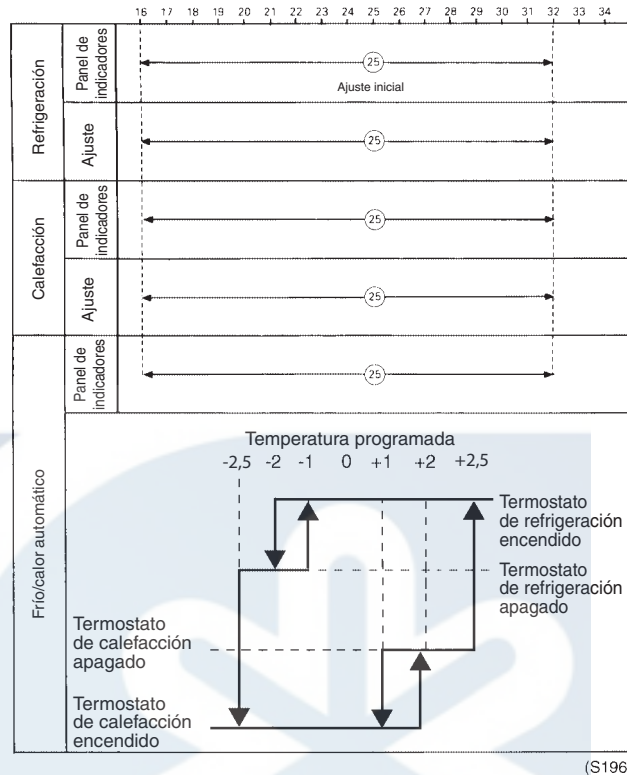 16 17 18 19 20 21 22 23 24 25 26 27 28 29 30 31 32 33 34
Refrigeración
Panel de
indicadores
25
Ajuste inicial
Ajuste
25
Calefacción
Panel de
indicadores
25
Ajuste
25
Frío/calor automático
Panel de
indicadores
25
Temperatura programada
-2,5 -2 -1 0 +1 +2 +2,5
Termostato
de refrigeración
encendido
Termostato
de refrigeración
apagado
Termostato
de calefacción
apagado
Termostato
de calefacción
encendido
(S196